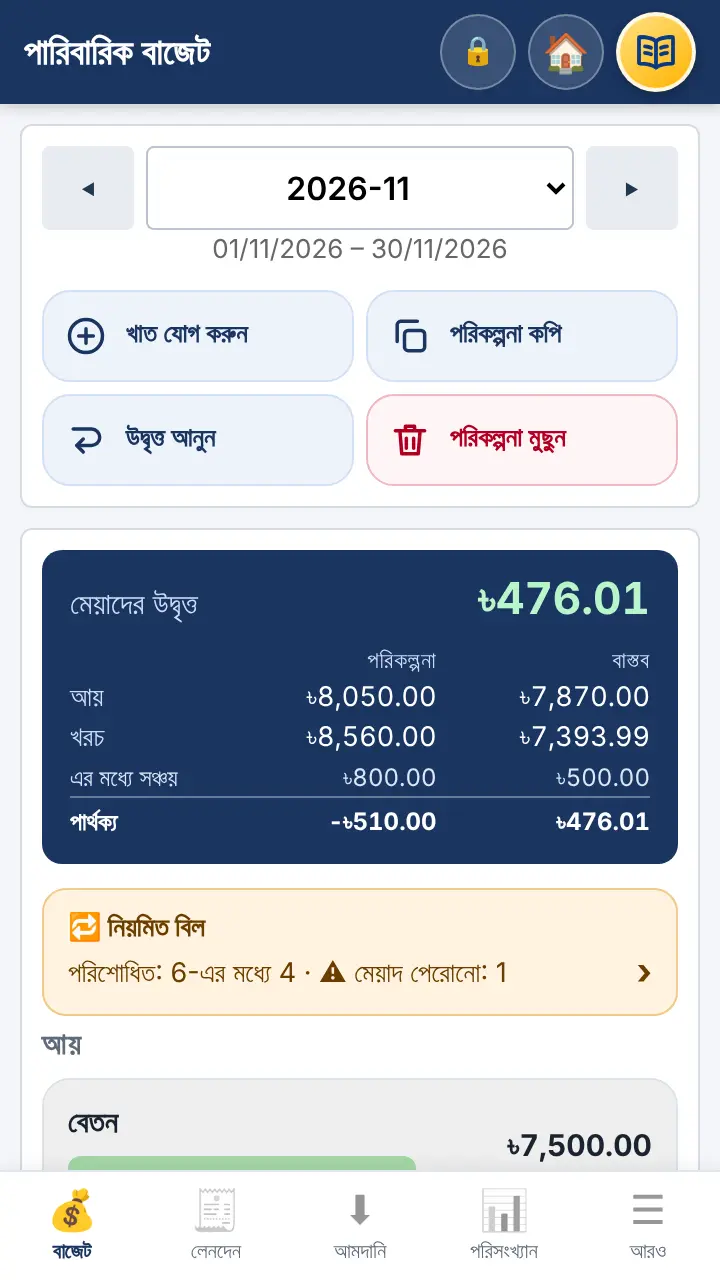 পারিবারিক বাজেট
2026-11
01/11/2026 – 30/11/2026
খাত যোগ করুন
পরিকল্পনা কপি
উদ্বৃত্ত আনুন
পরিকল্পনা মুছুন
মেয়াদের উদ্বৃত্ত ৳476.01
পরিকল্পনা বাস্তব
আয় ৳8,050.00 ৳7,870.00
খরচ ৳8,560.00 ৳7,393.99
এর মধ্যে সঞ্চয় ৳800.00 ৳500.00
পার্থক্য -৳510.00 ৳476.01
নিয়মিত বিল
পরিশোধিত: 6-এর মধ্যে 4 · ⚠ মেয়াদ পেরোনো: 1
আয়
বেতন
৳7,500.00
বাজেট
লেনদেন
আমদানি
পরিসংখ্যান
আরও